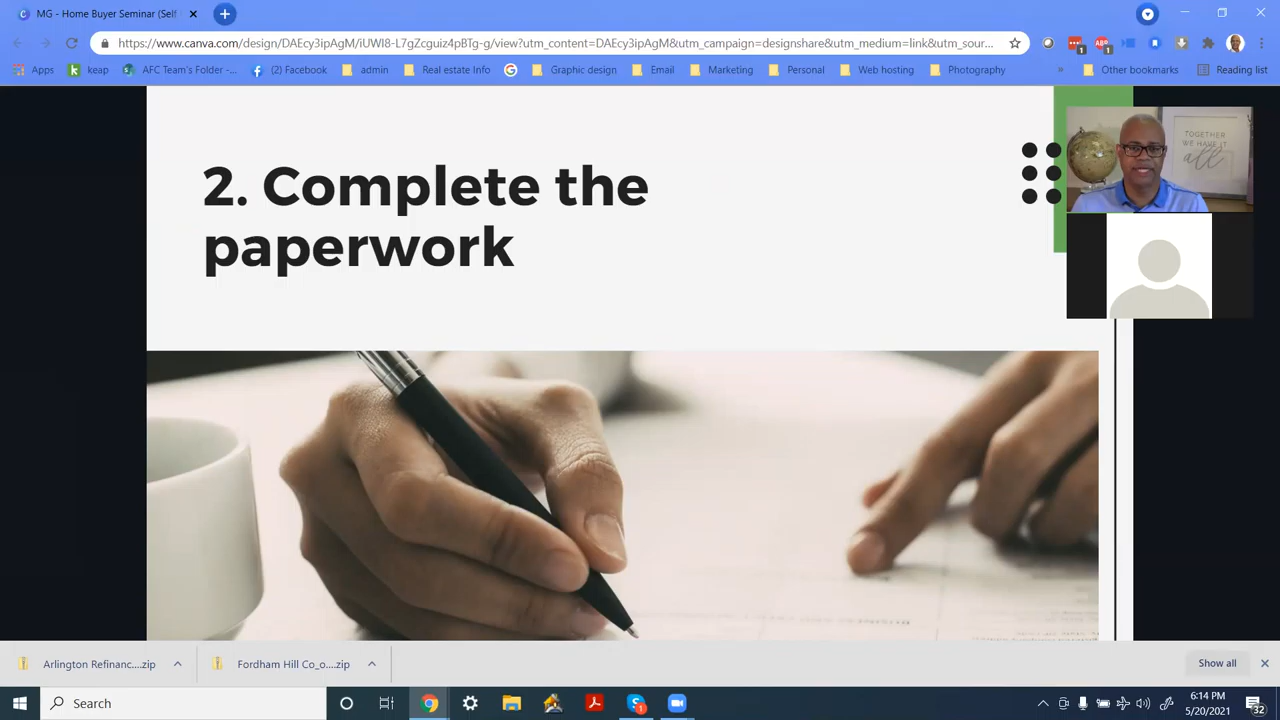 MG - Home Buyer Seminar (Self
https://www.canva.com/design/DAEcy3ipAgM/iUWI8-L7gZcguiz4pBTg-g/view?utm_content=DAEcy3ipAgM&utm_campaign=designshare&utm_medium=link&utm_sour...
Apps keap AFC Team's Folder -... (2) Facebook admin Real estate Info Graphic design Email Marketing Personal Web hosting Photography » Other bookmarks Reading list
2. Complete the
paperwork
TOGETHER
WE HAVE IT
all
Arlington Refinanc....zip
Fordham Hill Co_o....zip
Show all
Search
6:14 PM
5/20/2021
32